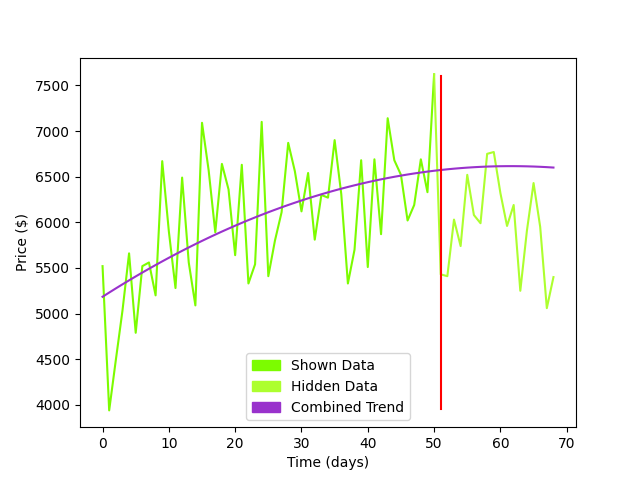 7500
7000
6500
6000
5500
5000
4500
4000
Price ($)
Shown Data
Hidden Data
Combined Trend
0 10 20 30 40 50 60 70
Time (days)